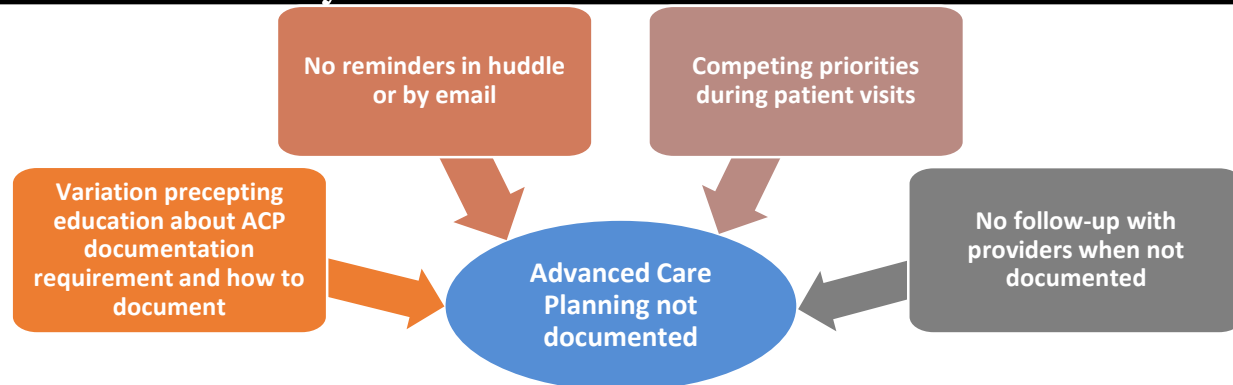 No reminders in huddle
or by email
Competing priorities
during patient visits
Variation precepting
education about ACP
documentation
requirement and how to
document
No follow-up with
providers when not
documented
Advanced Care
Planning not
documented